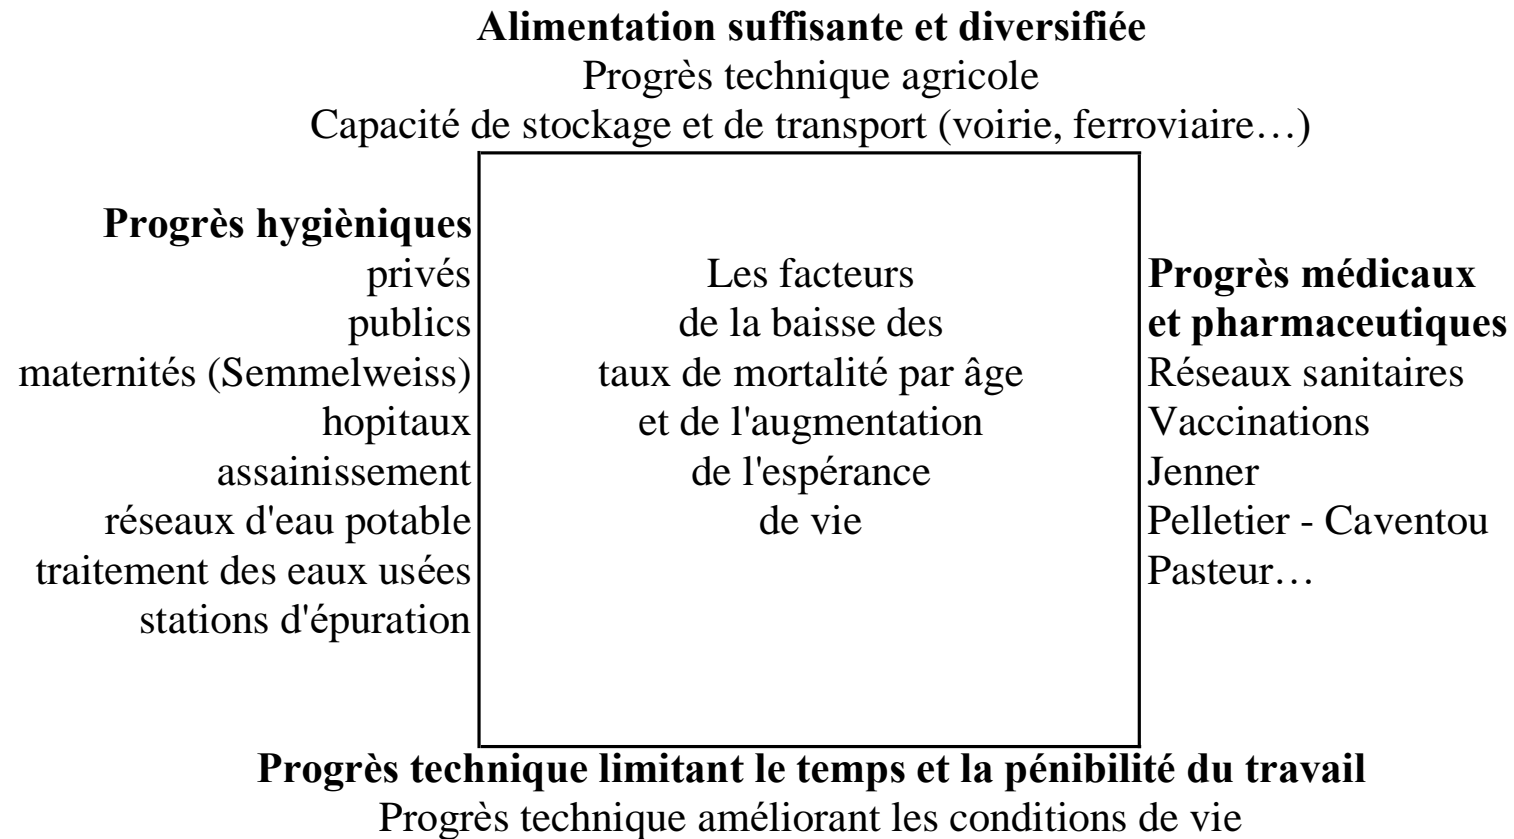 Alimentation suffisante et diversifiée
Progrès technique agricole
Capacité de stockage et de transport (voirie, ferroviaire…)
Progrès hygièniques
privés
publics
maternités (Semmelweiss)
hopitaux
assainissement
réseaux d'eau potable
traitement des eaux usées
stations d'épuration
Les facteurs
de la baisse des
taux de mortalité par âge
et de l'augmentation
de l'espérance
de vie
Progrès médicaux
et pharmaceutiques
Réseaux sanitaires
Vaccinations
Jenner
Pelletier - Caventou
Pasteur…
Progrès technique limitant le temps et la pénibilité du travail
Progrès technique améliorant les conditions de vie